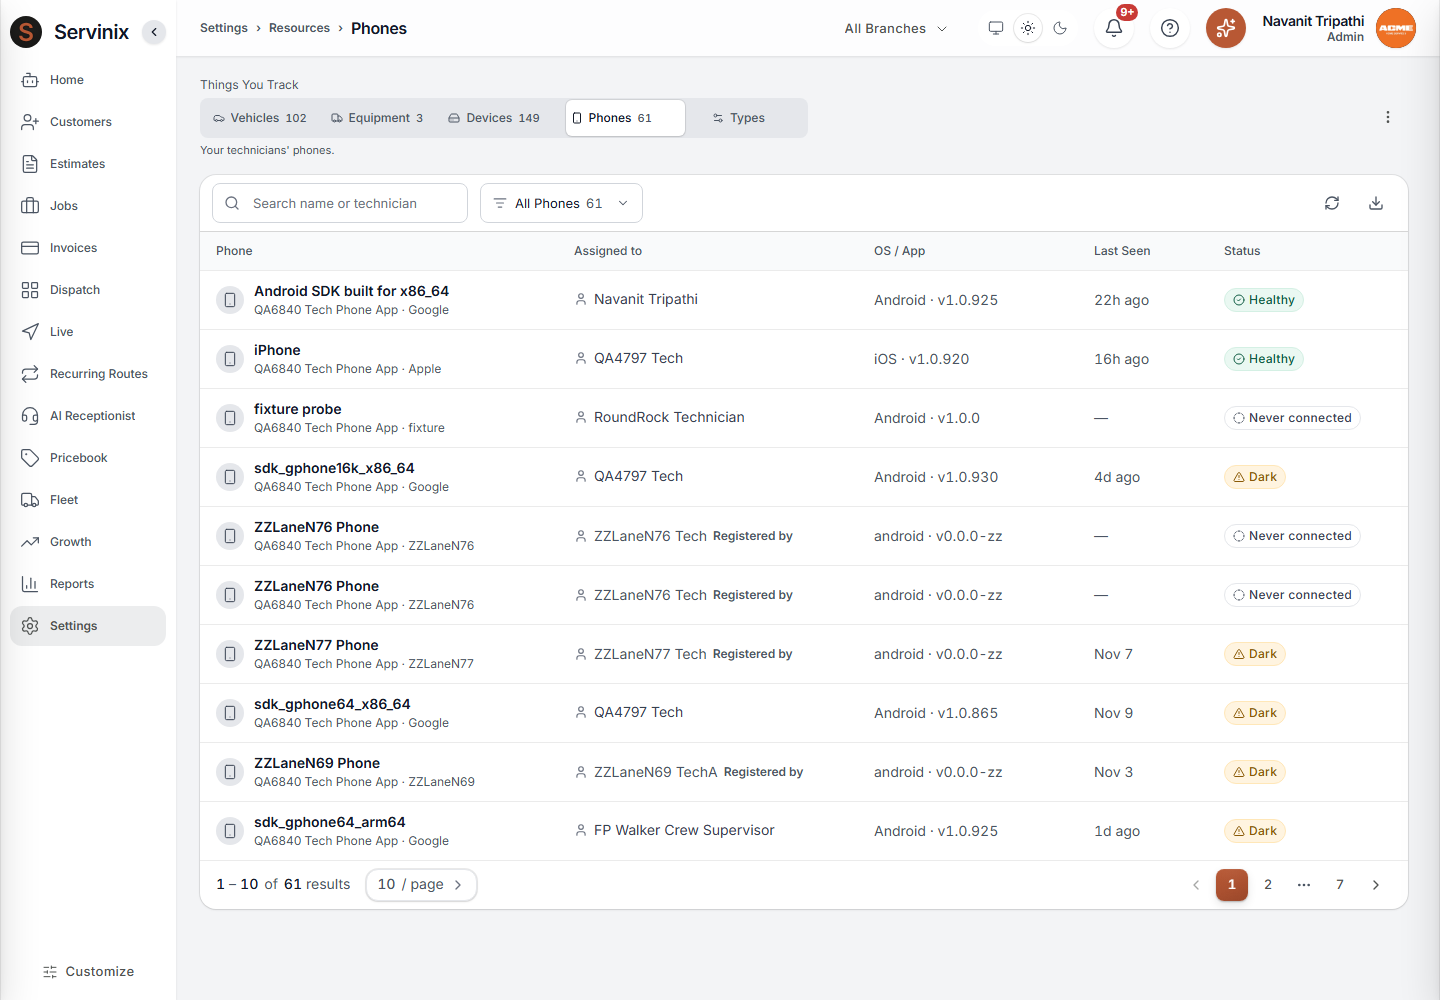 Servinix
Settings › Resources › Phones
All Branches
9+
Navanit Tripathi
Admin
ACME
Home
Customers
Estimates
Jobs
Invoices
Dispatch
Live
Recurring Routes
AI Receptionist
Pricebook
Fleet
Growth
Reports
Settings
Customize
Things You Track
Vehicles 102 Equipment 3 Devices 149 Phones 61 Types
Your technicians' phones.
Search name or technician All Phones 61
Phone Assigned to OS / App Last Seen Status
Android SDK built for x86_64
QA6840 Tech Phone App · Google
Navanit Tripathi Android · v1.0.925 22h ago Healthy
iPhone
QA6840 Tech Phone App · Apple
QA4797 Tech iOS · v1.0.920 16h ago Healthy
fixture probe
QA6840 Tech Phone App · fixture
RoundRock Technician Android · v1.0.0 — Never connected
sdk_gphone16k_x86_64
QA6840 Tech Phone App · Google
QA4797 Tech Android · v1.0.930 4d ago Dark
ZZLaneN76 Phone
QA6840 Tech Phone App · ZZLaneN76
ZZLaneN76 Tech Registered by android · v0.0.0-zz — Never connected
ZZLaneN76 Phone
QA6840 Tech Phone App · ZZLaneN76
ZZLaneN76 Tech Registered by android · v0.0.0-zz — Never connected
ZZLaneN77 Phone
QA6840 Tech Phone App · ZZLaneN77
ZZLaneN77 Tech Registered by android · v0.0.0-zz Nov 7 Dark
sdk_gphone64_x86_64
QA6840 Tech Phone App · Google
QA4797 Tech Android · v1.0.865 Nov 9 Dark
ZZLaneN69 Phone
QA6840 Tech Phone App · ZZLaneN69
ZZLaneN69 TechA Registered by android · v0.0.0-zz Nov 3 Dark
sdk_gphone64_arm64
QA6840 Tech Phone App · Google
FP Walker Crew Supervisor Android · v1.0.925 1d ago Dark
1 – 10 of 61 results 10 / page 1 2 ··· 7